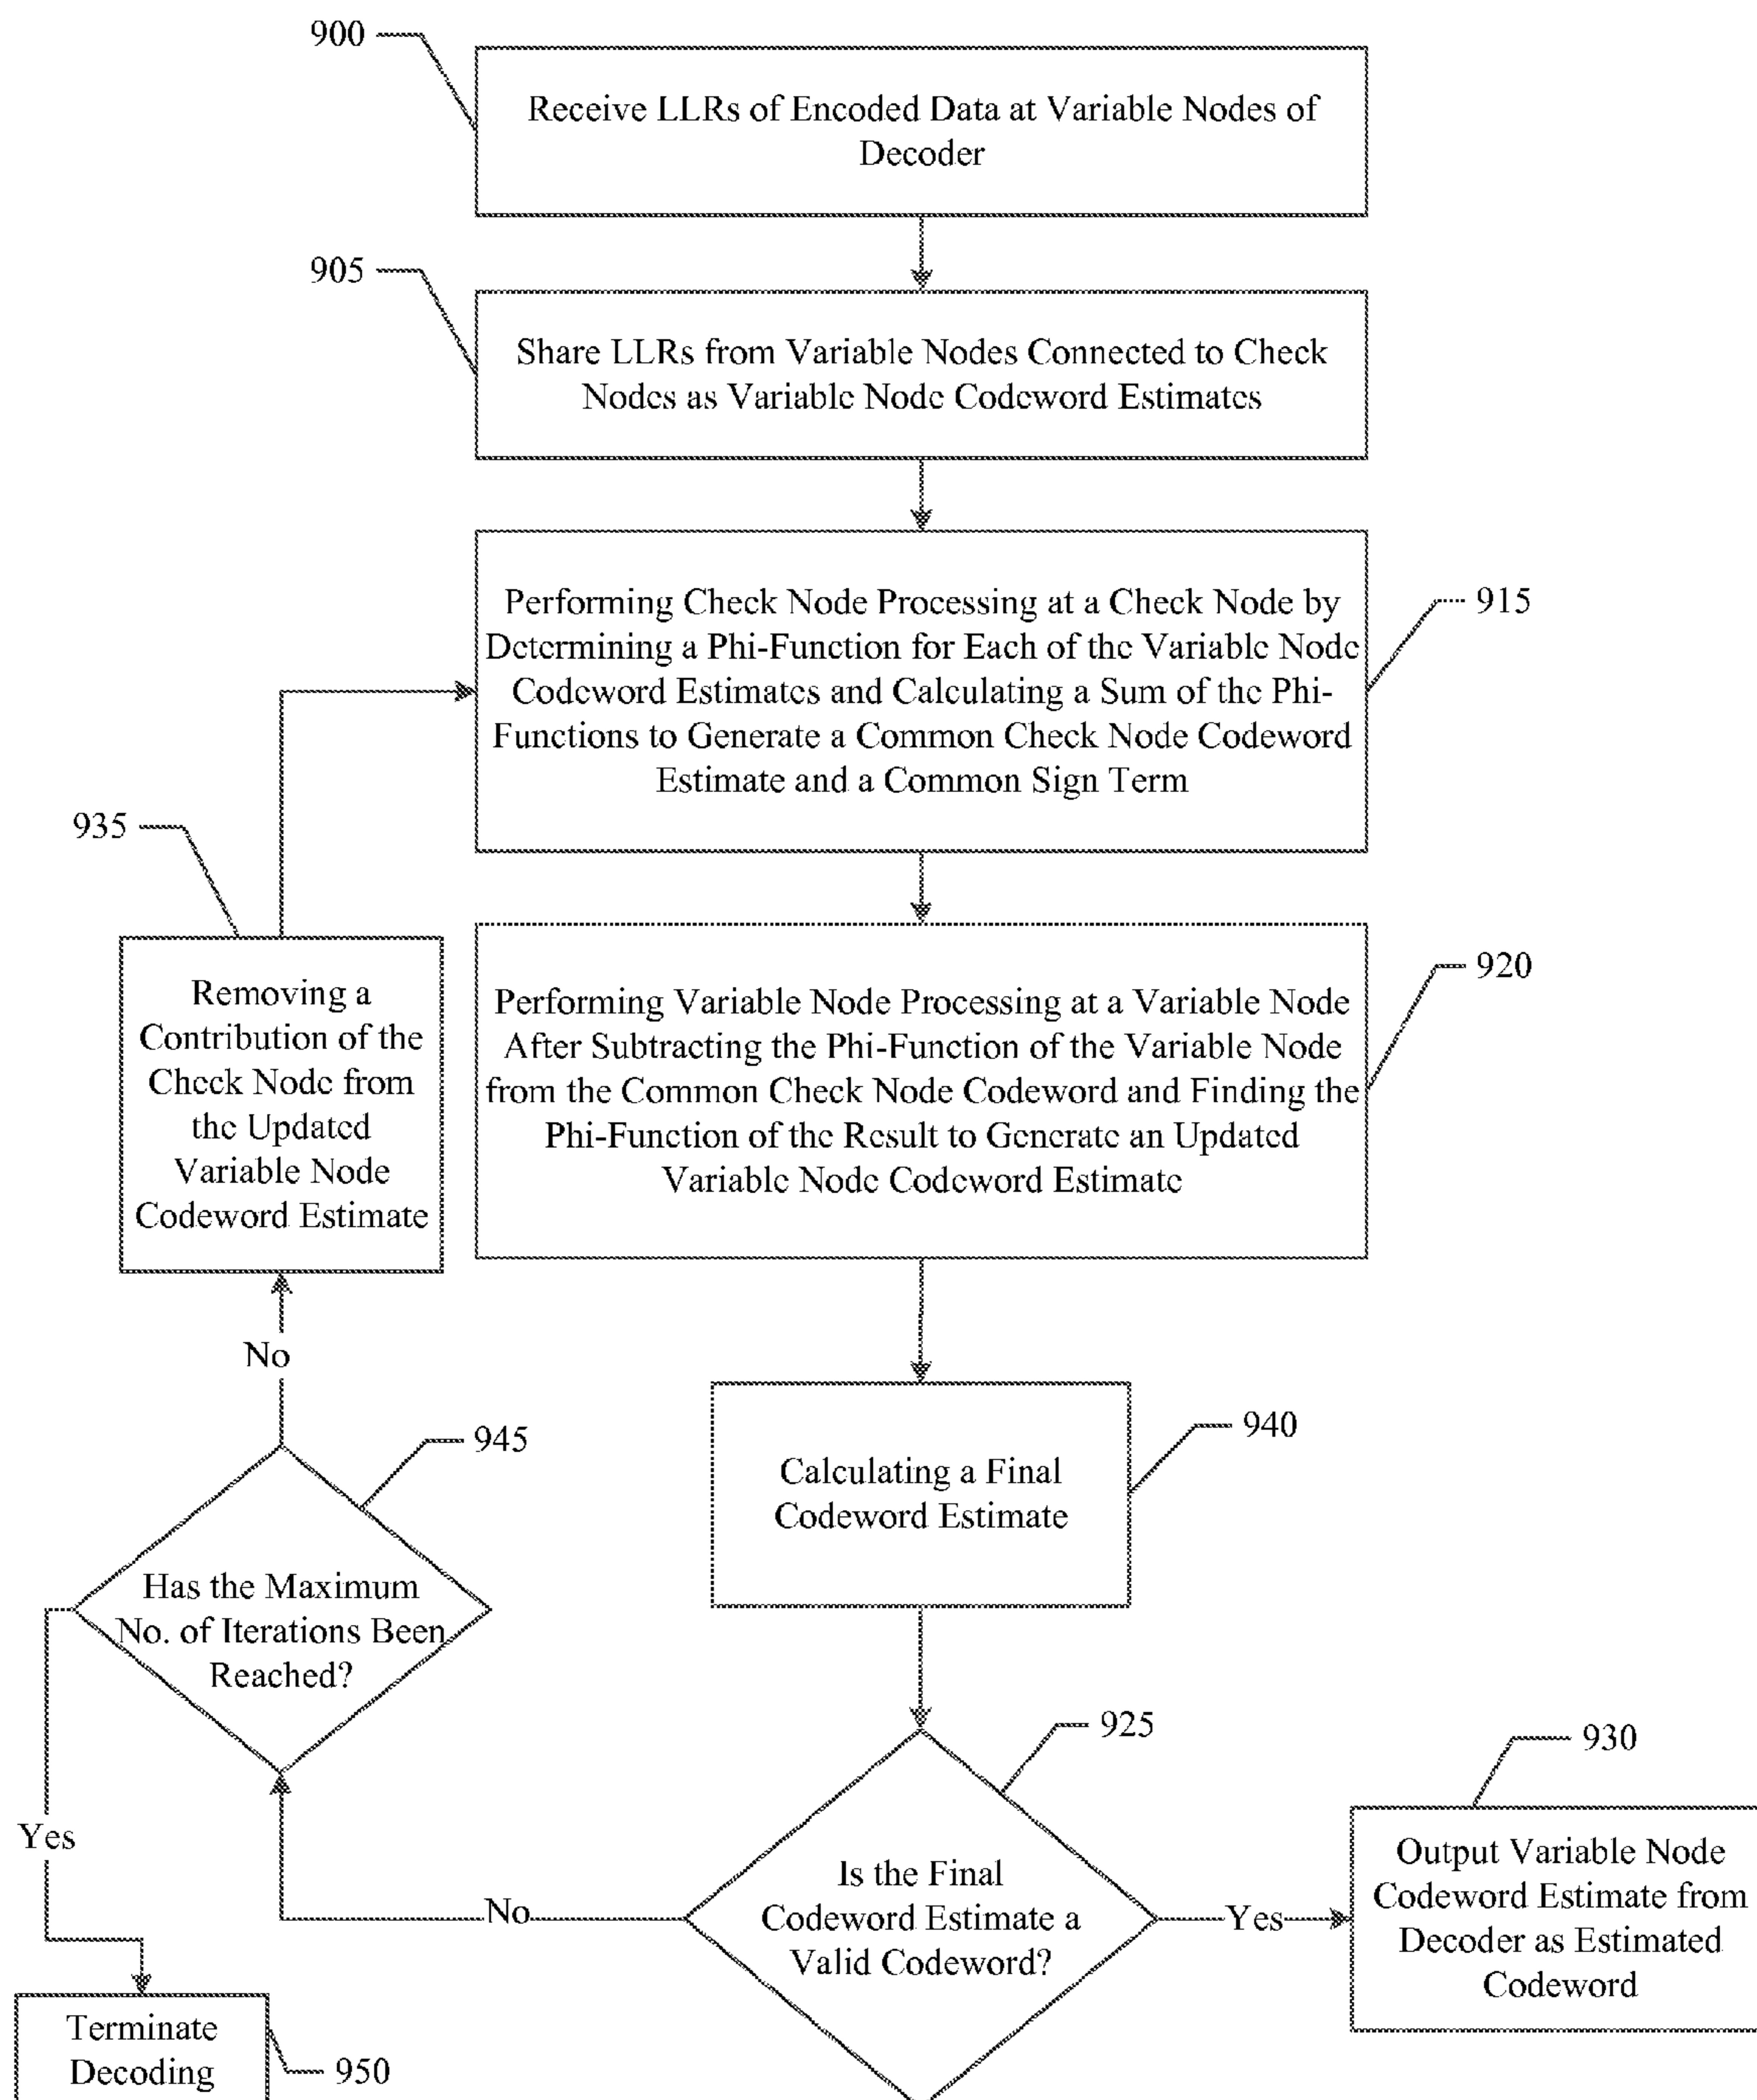 900
Receive LLRs of Encoded Data at Variable Nodes of
Decoder
905
Share LLRs from Variable Nodes Connected to Check
Nodes as Variable Node Codeword Estimates
Performing Check Node Processing at a Check Node by
Determining a Phi-Function for Each of the Variable Node
Codeword Estimates and Calculating a Sum of the Phi-
Functions to Generate a Common Check Node Codeword
Estimate and a Common Sign Term
915
935
Removing a
Contribution of the
Check Node from
the Updated
Variable Node
Codeword Estimate
Performing Variable Node Processing at a Variable Node
After Subtracting the Phi-Function of the Variable Node
from the Common Check Node Codeword and Finding the
Phi-Function of the Result to Generate an Updated
Variable Node Codeword Estimate
920
No
Calculating a Final
Codeword Estimate
940
945
Has the Maximum
No. of Iterations Been
Reached?
Yes
925
Is the Final
Codeword Estimate a
Valid Codeword?
No
Yes
930
Output Variable Node
Codeword Estimate from
Decoder as Estimated
Codeword
Terminate
Decoding
950